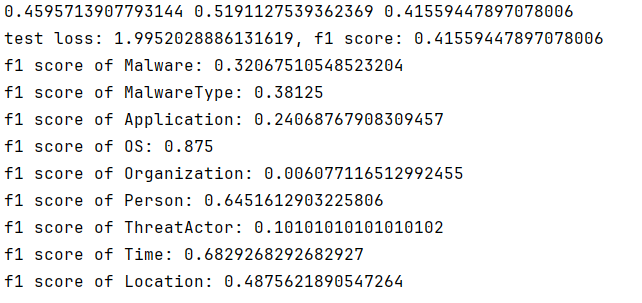 0.4595713907793144 0.5191127539362369 0.41559447897078006
test loss: 1.9952028886131619, f1 score: 0.41559447897078006
f1 score of Malware: 0.32067510548523204
f1 score of MalwareType: 0.38125
f1 score of Application: 0.24068767908309457
f1 score of OS: 0.875
f1 score of Organization: 0.006077116512992455
f1 score of Person: 0.6451612903225806
f1 score of ThreatActor: 0.10101010101010102
f1 score of Time: 0.6829268292682927
f1 score of Location: 0.4875621890547264